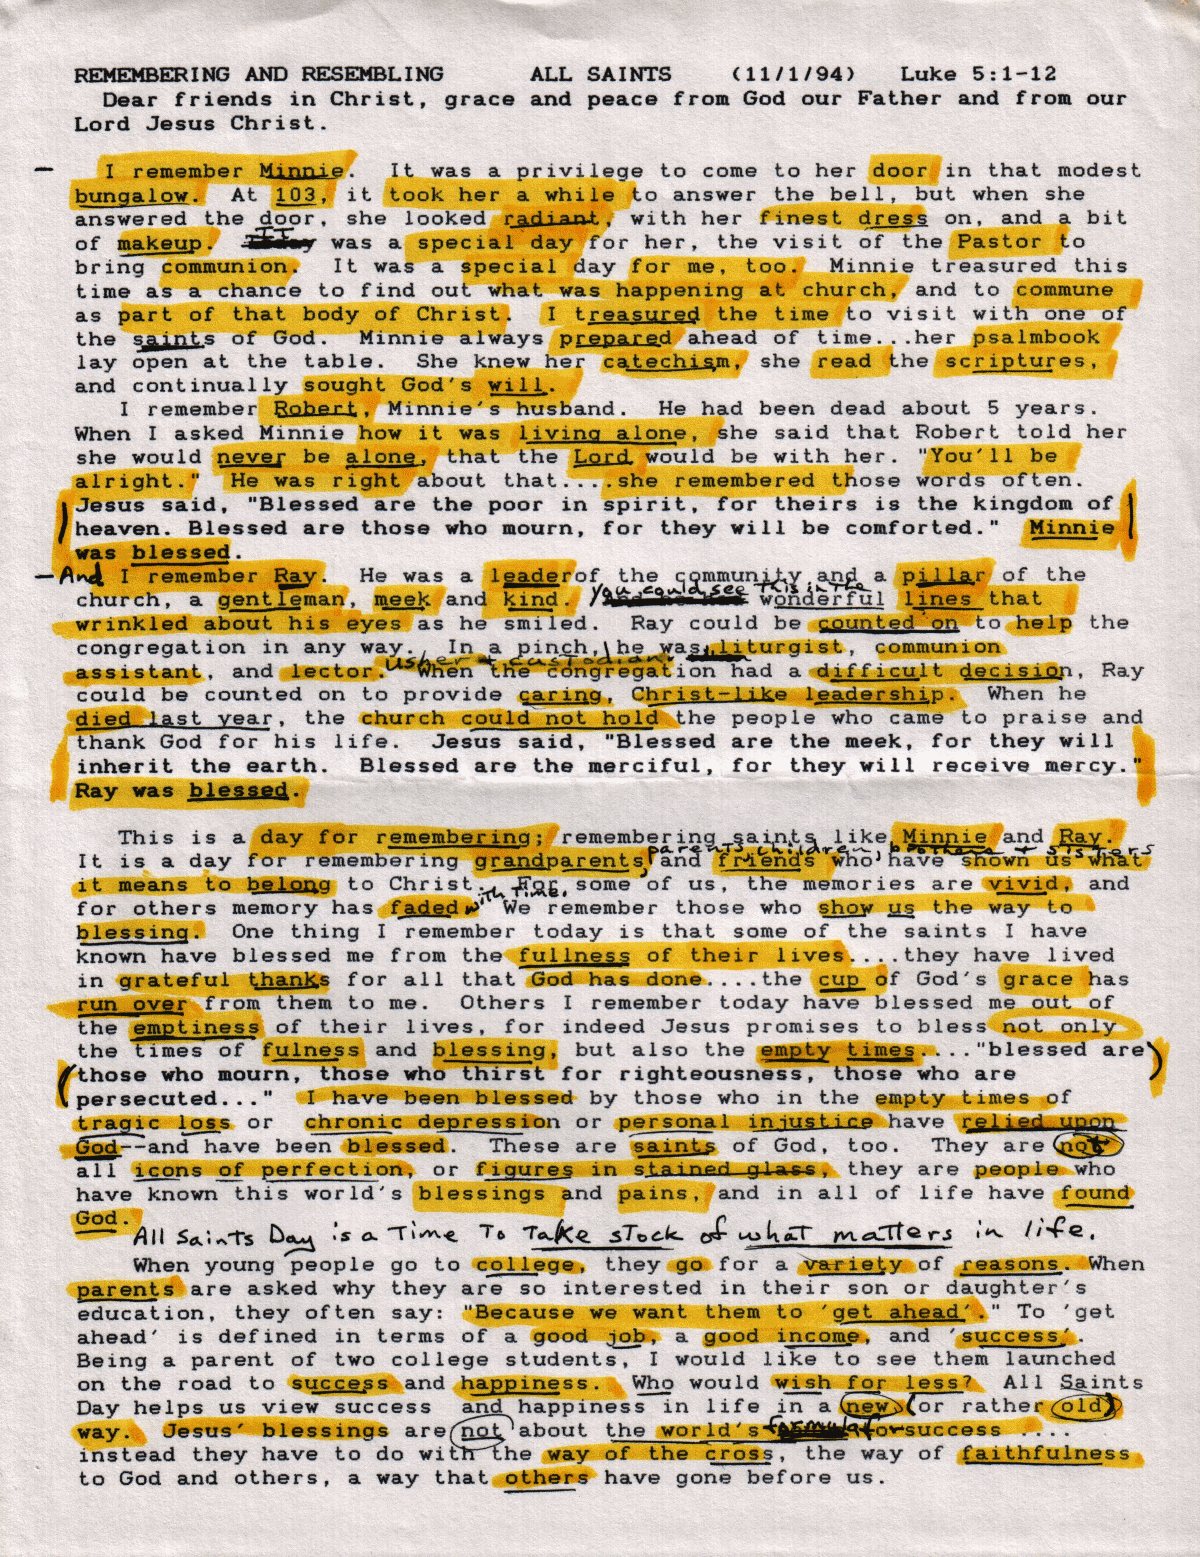 REMEMBERING AND RESEMBLING ALL SAINTS (11/1/94) Luke 5:1-12
Dear friends in Christ, grace and peace from God our Father and from our
Lord Jesus Christ.
— I remember Minnie. It was a privilege to come to her door in that modest
bungalow. At 103, it took her a while to answer the bell, but when she
answered the door, she looked radiant, with her finest dress on, and a bit
of makeup. IT was a special day for her, the visit of the Pastor to
bring communion. It was a special day for me, too. Minnie treasured this
time as a chance to find out what was happening at church, and to commune
as part of that body of Christ. I treasured the time to visit with one of
the saints of God. Minnie always prepared ahead of time...her psalmbook
lay open at the table. She knew her catechism, she read the scriptures,
and continually sought God's will.
I remember Robert, Minnie's husband. He had been dead about 5 years.
When I asked Minnie how it was living alone, she said that Robert told her
she would never be alone, that the Lord would be with her. "You'll be
alright." He was right about that....she remembered those words often.
Jesus said, "Blessed are the poor in spirit, for theirs is the kingdom of
heaven. Blessed are those who mourn, for they will be comforted." Minnie
was blessed.
— And I remember Ray. He was a leader of the community and a pillar of the
you could see this in the
church, a gentleman, meek and kind. wonderful lines that
wrinkled about his eyes as he smiled. Ray could be counted on to help the
congregation in any way. In a pinch, he was liturgist, communion
usher + custodian.
assistant, and lector. When the congregation had a difficult decision, Ray
could be counted on to provide caring, Christ-like leadership. When he
died last year, the church could not hold the people who came to praise and
thank God for his life. Jesus said, "Blessed are the meek, for they will
inherit the earth. Blessed are the merciful, for they will receive mercy."
Ray was blessed.
This is a day for remembering; remembering saints like Minnie and Ray.
parents, children, brothers + sisters
It is a day for remembering grandparents, and friends who have shown us what
it means to belong to Christ. For some of us, the memories are vivid, and
with time.
for others memory has faded We remember those who show us the way to
blessing. One thing I remember today is that some of the saints I have
known have blessed me from the fullness of their lives....they have lived
in grateful thanks for all that God has done....the cup of God's grace has
run over from them to me. Others I remember today have blessed me out of
the emptiness of their lives, for indeed Jesus promises to bless not only
the times of fulness and blessing, but also the empty times...."blessed are
those who mourn, those who thirst for righteousness, those who are
persecuted..." I have been blessed by those who in the empty times of
tragic loss or chronic depression or personal injustice have relied upon
God--and have been blessed. These are saints of God, too. They are not
all icons of perfection, or figures in stained glass, they are people who
have known this world's blessings and pains, and in all of life have found
God.
All Saints Day is a Time To Take stock of what matters in life.
When young people go to college, they go for a variety of reasons. When
parents are asked why they are so interested in their son or daughter's
education, they often say: "Because we want them to 'get ahead'." To 'get
ahead' is defined in terms of a good job, a good income, and 'success'.
Being a parent of two college students, I would like to see them launched
on the road to success and happiness. Who would wish for less? All Saints
Day helps us view success and happiness in life in a new (or rather old)
way. Jesus' blessings are not about the world's formula for success ....
instead they have to do with the way of the cross, the way of faithfulness
to God and others, a way that others have gone before us.